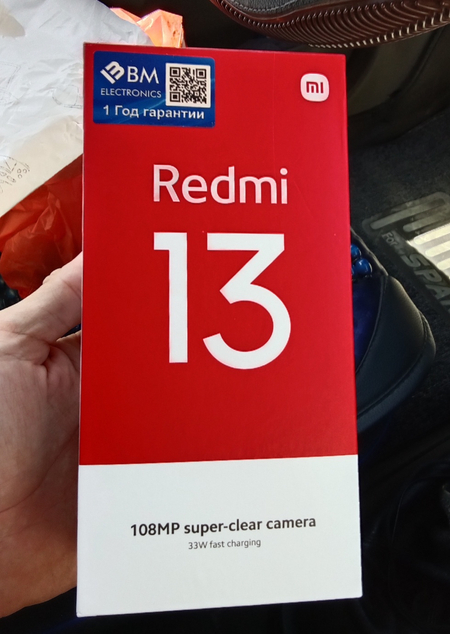 BM
ELECTRONICS
1 Год гарантии
mi
Redmi
13
108MP super-clear camera
33W fast charging